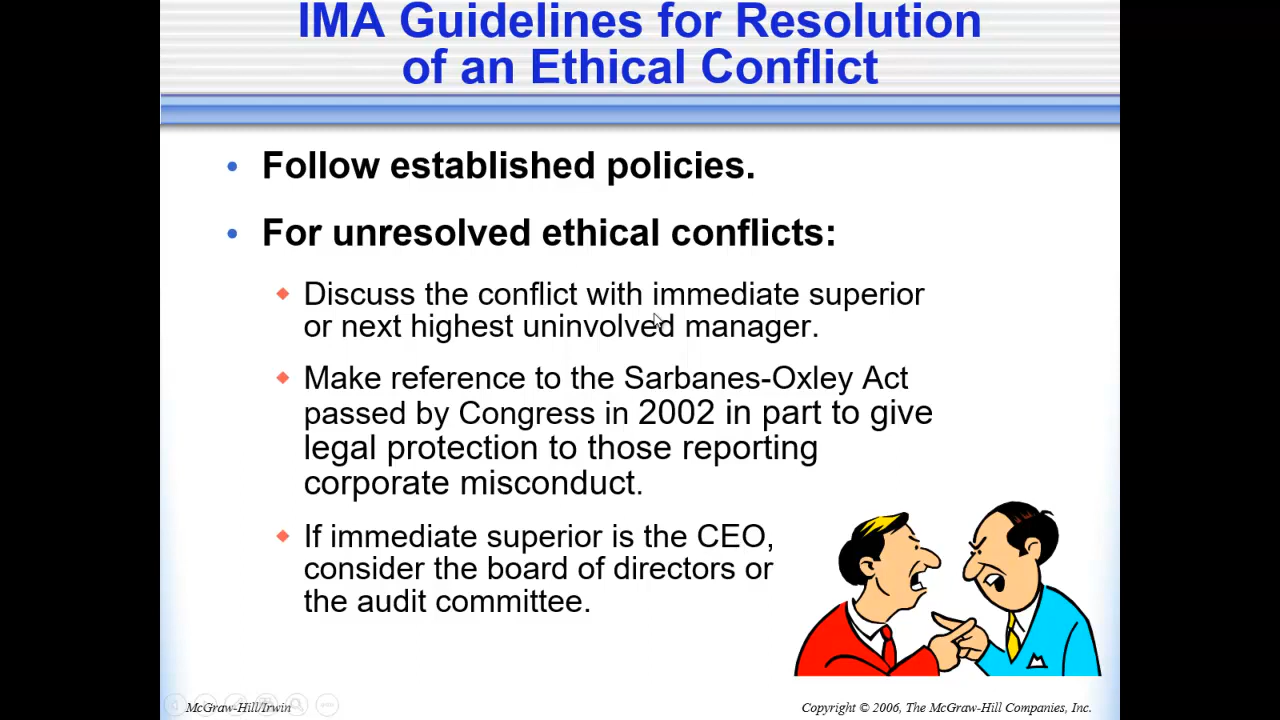 IMA Guidelines for Resolution
of an Ethical Conflict
• Follow established policies.
• For unresolved ethical conflicts:
◆ Discuss the conflict with immediate superior
or next highest uninvolved manager.
◆ Make reference to the Sarbanes-Oxley Act
passed by Congress in 2002 in part to give
legal protection to those reporting
corporate misconduct.
◆ If immediate superior is the CEO,
consider the board of directors or
the audit committee.
McGraw-Hill/Irwin
Copyright © 2006, The McGraw-Hill Companies, Inc.